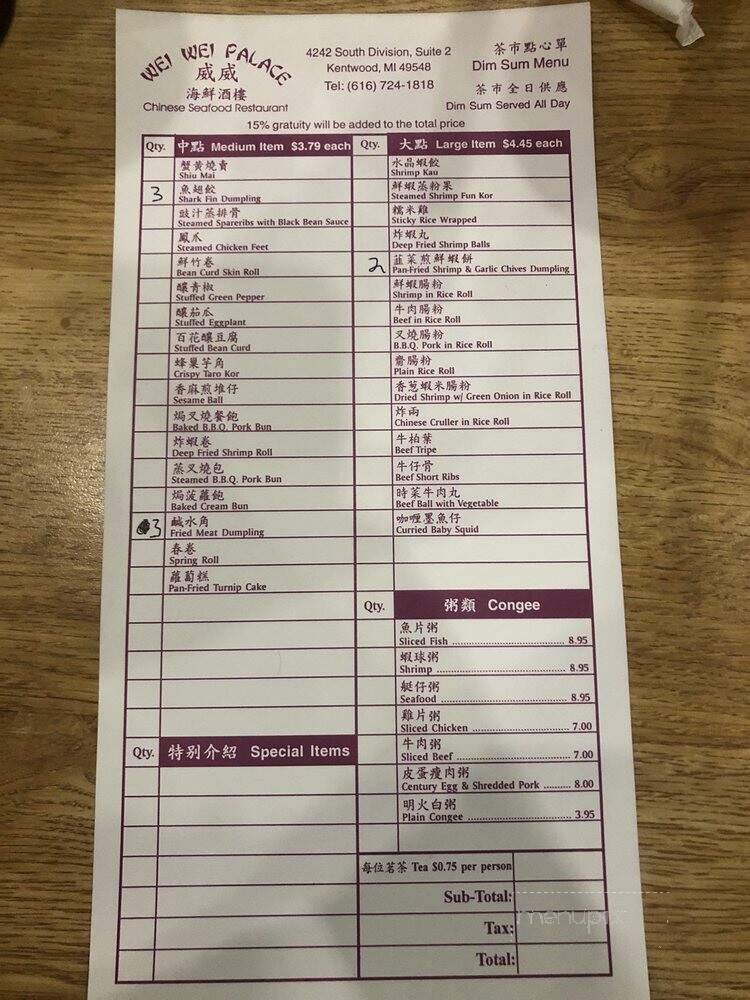 WEI WEI PALACE
威威
海鮮酒樓
Chinese Seafood Restaurant
4242 South Division, Suite 2
Kentwood, MI 49548
Tel: (616) 724-1818
茶市點心單
Dim Sum Menu
茶市全日供應
Dim Sum Served All Day
15% gratuity will be added to the total price
Qty. 中點 Medium Item $3.79 each
蟹黃燒賣
Shiu Mai
3 魚翅餃
Shark Fin Dumpling
豉汁蒸排骨
Steamed Spareribs with Black Bean Sauce
鳳爪
Steamed Chicken Feet
鮮竹卷
Bean Curd Skin Roll
釀青椒
Stuffed Green Pepper
釀茄瓜
Stuffed Eggplant
百花釀豆腐
Stuffed Bean Curd
蜂巢芋角
Crispy Taro Kor
香麻煎堆仔
Sesame Ball
焗叉燒餐飽
Baked B.B.Q. Pork Bun
炸蝦卷
Deep Fried Shrimp Roll
蒸叉燒包
Steamed B.B.Q. Pork Bun
焗菠蘿飽
Baked Cream Bun
3 鹹水角
Fried Meat Dumpling
春卷
Spring Roll
蘿蔔糕
Pan-Fried Turnip Cake
Qty. 特別介紹 Special Items
Qty. 大點 Large Item $4.45 each
水晶蝦餃
Shrimp Kau
鮮蝦蒸粉果
Steamed Shrimp Fun Kor
糯米雞
Sticky Rice Wrapped
炸蝦丸
Deep Fried Shrimp Balls
2 韮菜煎鮮蝦餅
Pan-Fried Shrimp & Garlic Chives Dumpling
鮮蝦腸粉
Shrimp in Rice Roll
牛肉腸粉
Beef in Rice Roll
叉燒腸粉
B.B.Q. Pork in Rice Roll
齋腸粉
Plain Rice Roll
香蔥蝦米腸粉
Dried Shrimp w/ Green Onion in Rice Roll
炸兩
Chinese Cruller in Rice Roll
牛柏葉
Beef Tripe
牛仔骨
Beef Short Ribs
時菜牛肉丸
Beef Ball with Vegetable
咖喱墨魚仔
Curried Baby Squid
Qty. 粥類 Congee
魚片粥
Sliced Fish 8.95
蝦球粥
Shrimp 8.95
艇仔粥
Seafood 8.95
雞片粥
Sliced Chicken 7.00
牛肉粥
Sliced Beef 7.00
皮蛋瘦肉粥
Century Egg & Shredded Pork 8.00
明火白粥
Plain Congee 3.95
每位茗茶 Tea $0.75 per person
Sub-Total:
Tax:
Total: